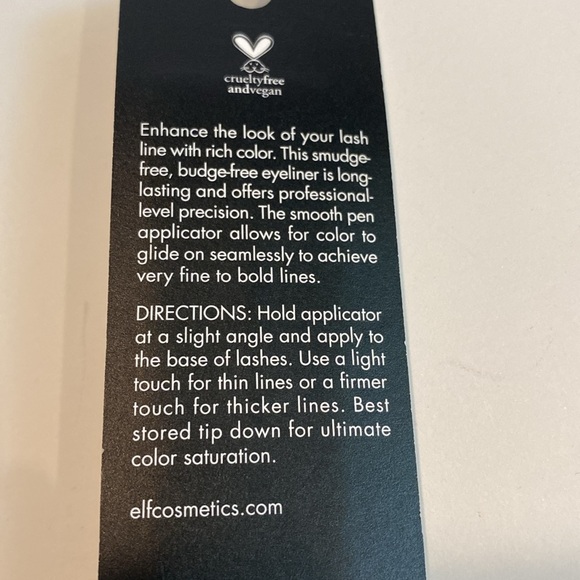 crueltyfree
andvegan
Enhance the look of your lash
line with rich color. This smudge-
free, budge-free eyeliner is long-
lasting and offers professional-
level precision. The smooth pen
applicator allows for color to
glide on seamlessly to achieve
very fine to bold lines.
DIRECTIONS: Hold applicator
at a slight angle and apply to
the base of lashes. Use a light
touch for thin lines or a firmer
touch for thicker lines. Best
stored tip down for ultimate
color saturation.
elfcosmetics.com